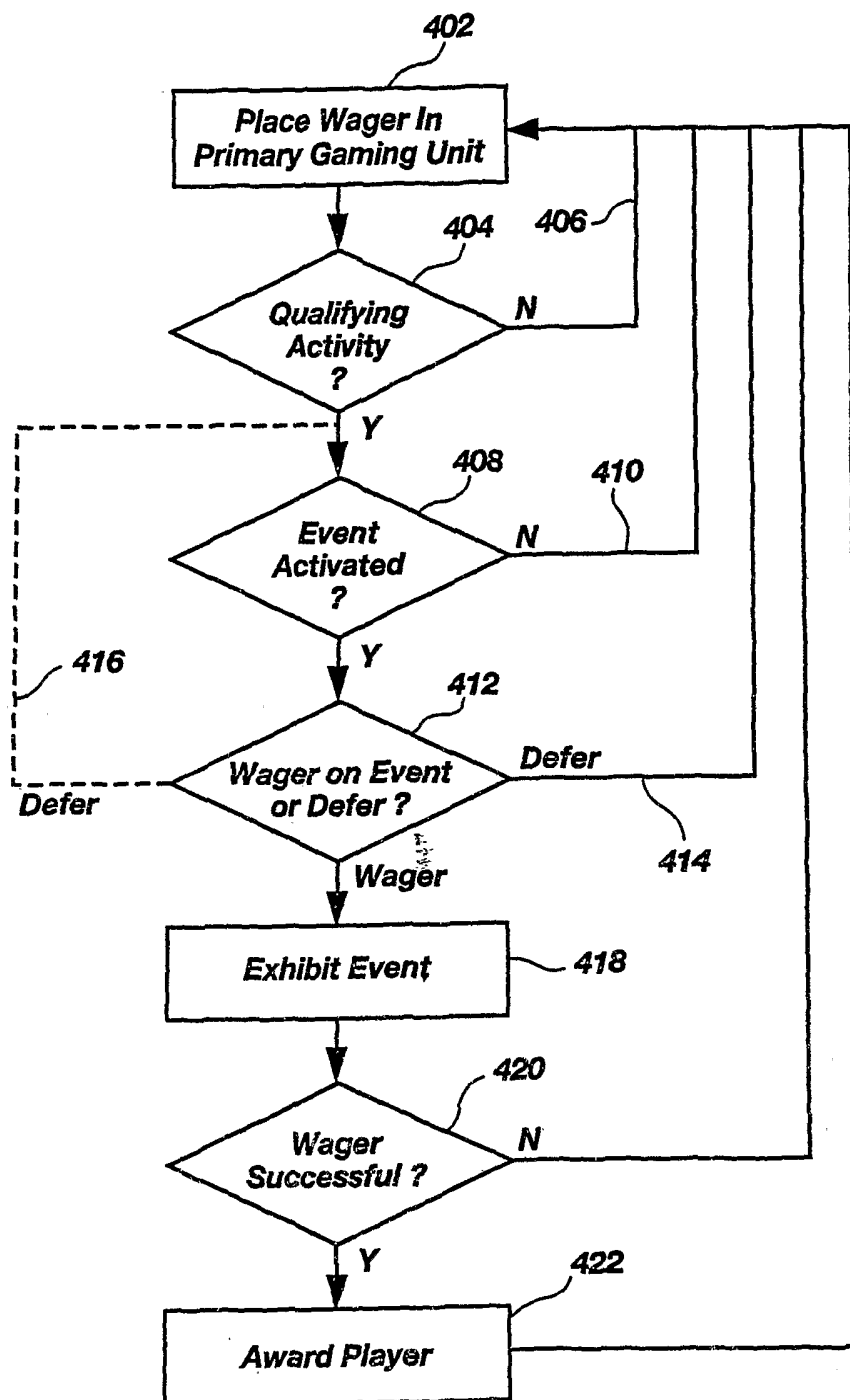 402
Place Wager In
Primary Gaming Unit
406
404
Qualifying
Activity
?
N
Y
408
410
Event
Activated
?
N
Y
416
412
Wager on Event
or Defer ?
Defer
Defer
414
Wager
Exhibit Event
418
420
Wager
Successful ?
N
Y
422
Award Player